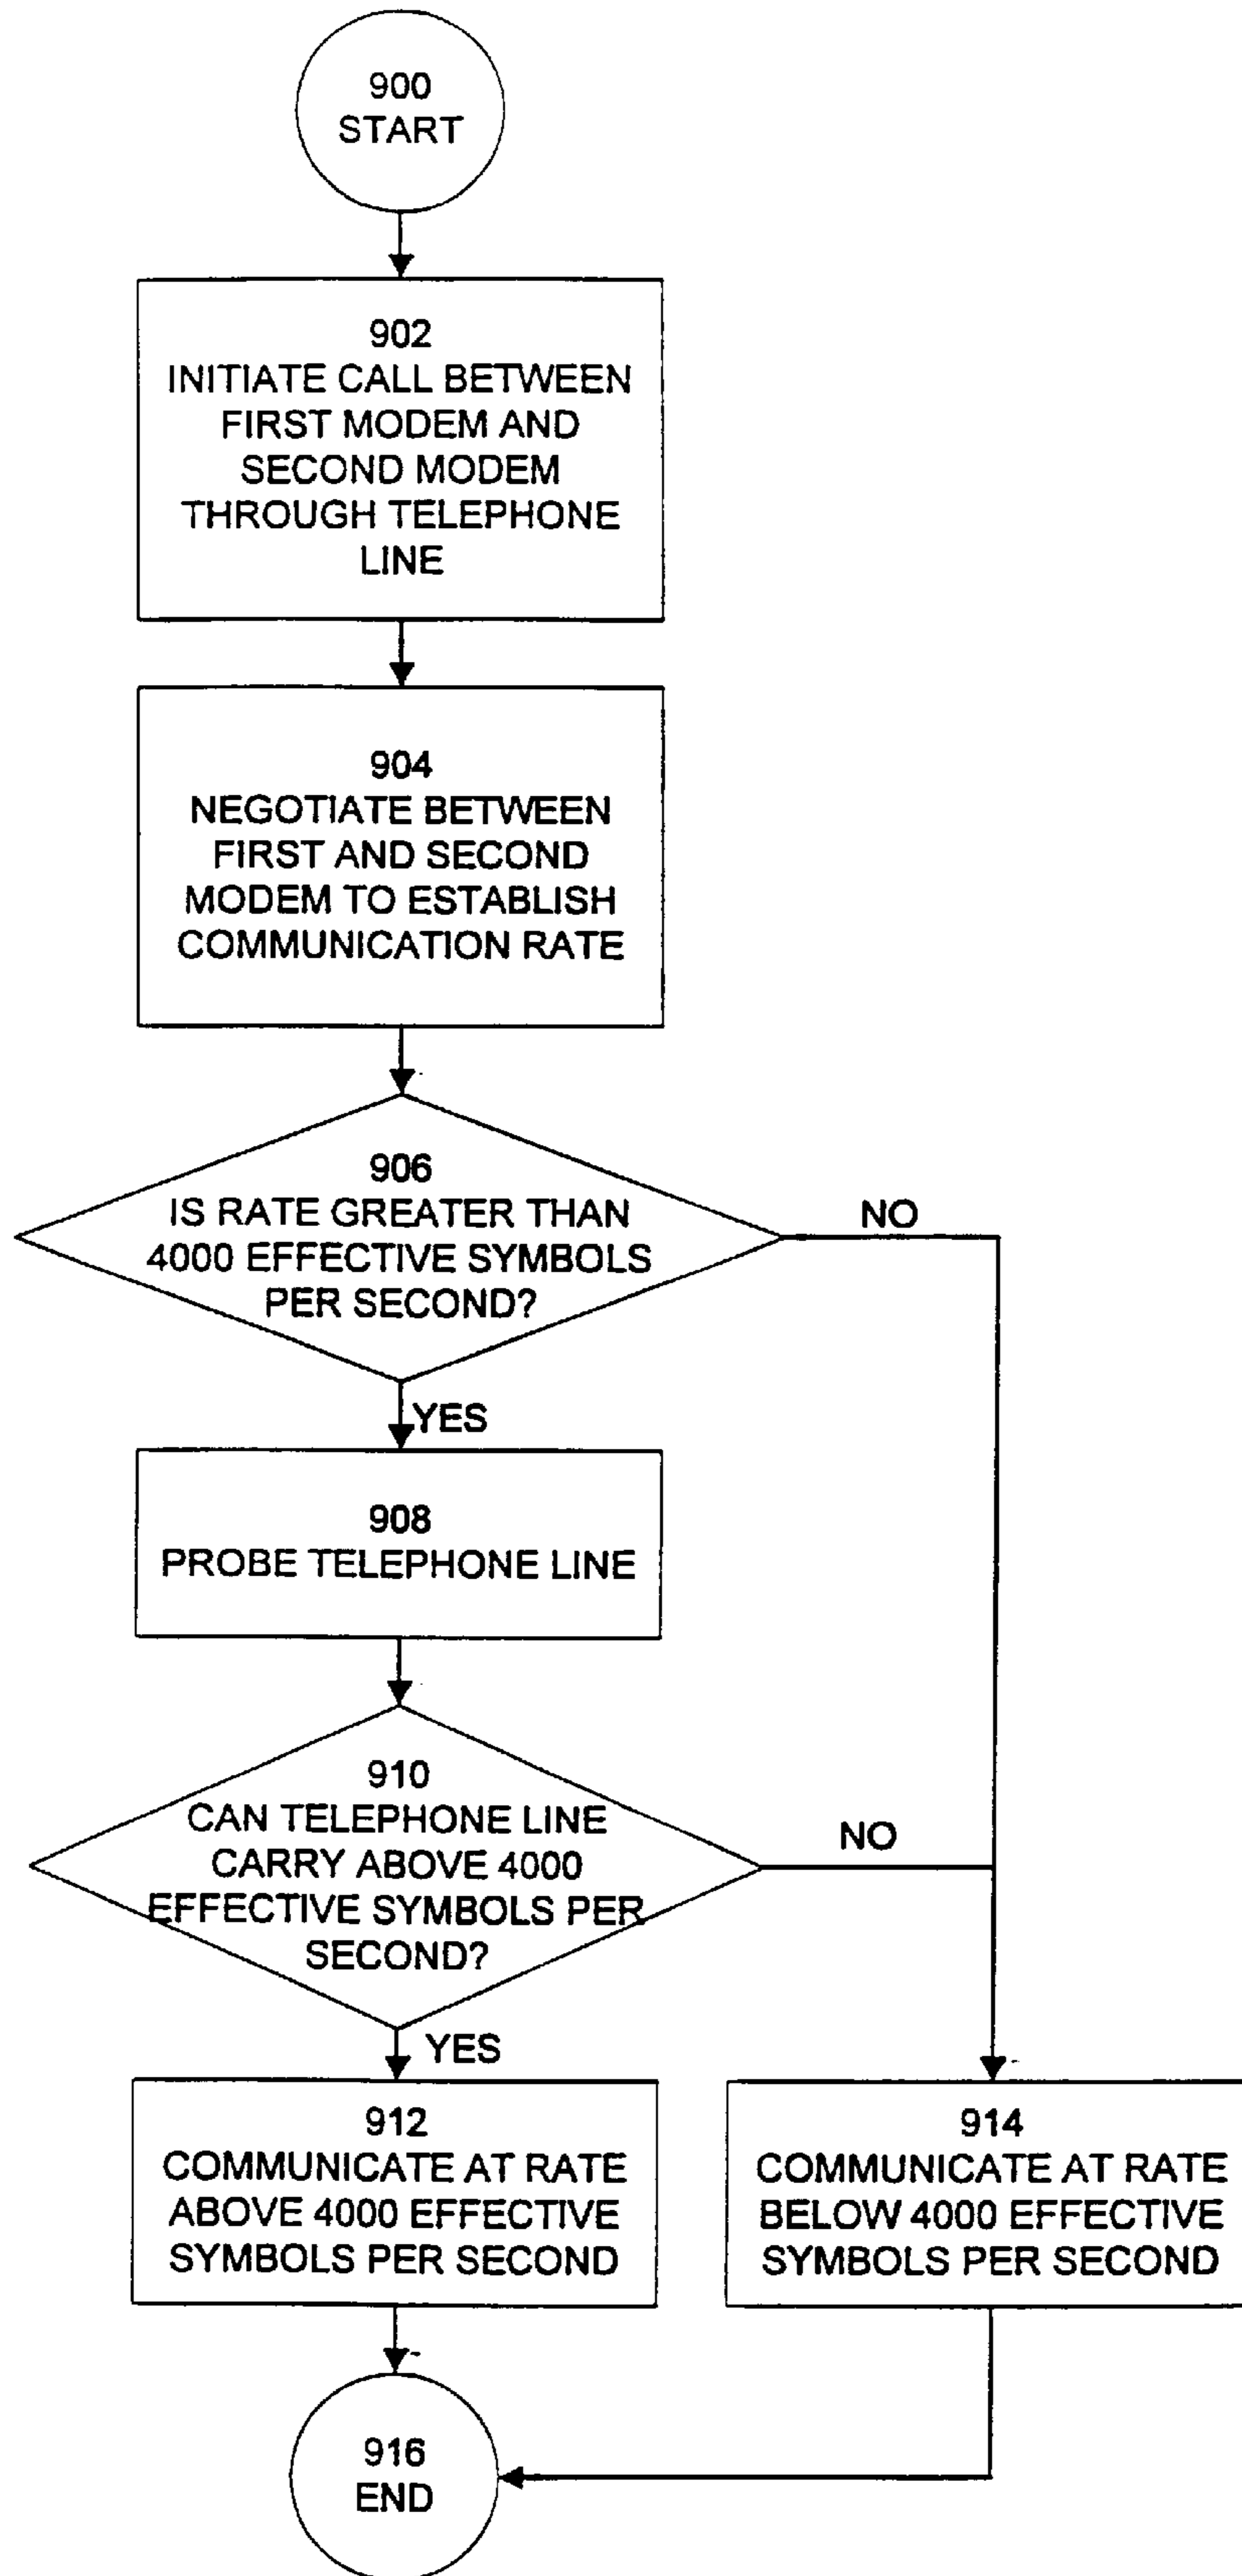 900
START
902
INITIATE CALL BETWEEN
FIRST MODEM AND
SECOND MODEM
THROUGH TELEPHONE
LINE
904
NEGOTIATE BETWEEN
FIRST AND SECOND
MODEM TO ESTABLISH
COMMUNICATION RATE
906
IS RATE GREATER THAN
4000 EFFECTIVE SYMBOLS
PER SECOND?
NO
YES
908
PROBE TELEPHONE LINE
910
CAN TELEPHONE LINE
CARRY ABOVE 4000
EFFECTIVE SYMBOLS PER
SECOND?
NO
YES
912
COMMUNICATE AT RATE
ABOVE 4000 EFFECTIVE
SYMBOLS PER SECOND
914
COMMUNICATE AT RATE
BELOW 4000 EFFECTIVE
SYMBOLS PER SECOND
916
END